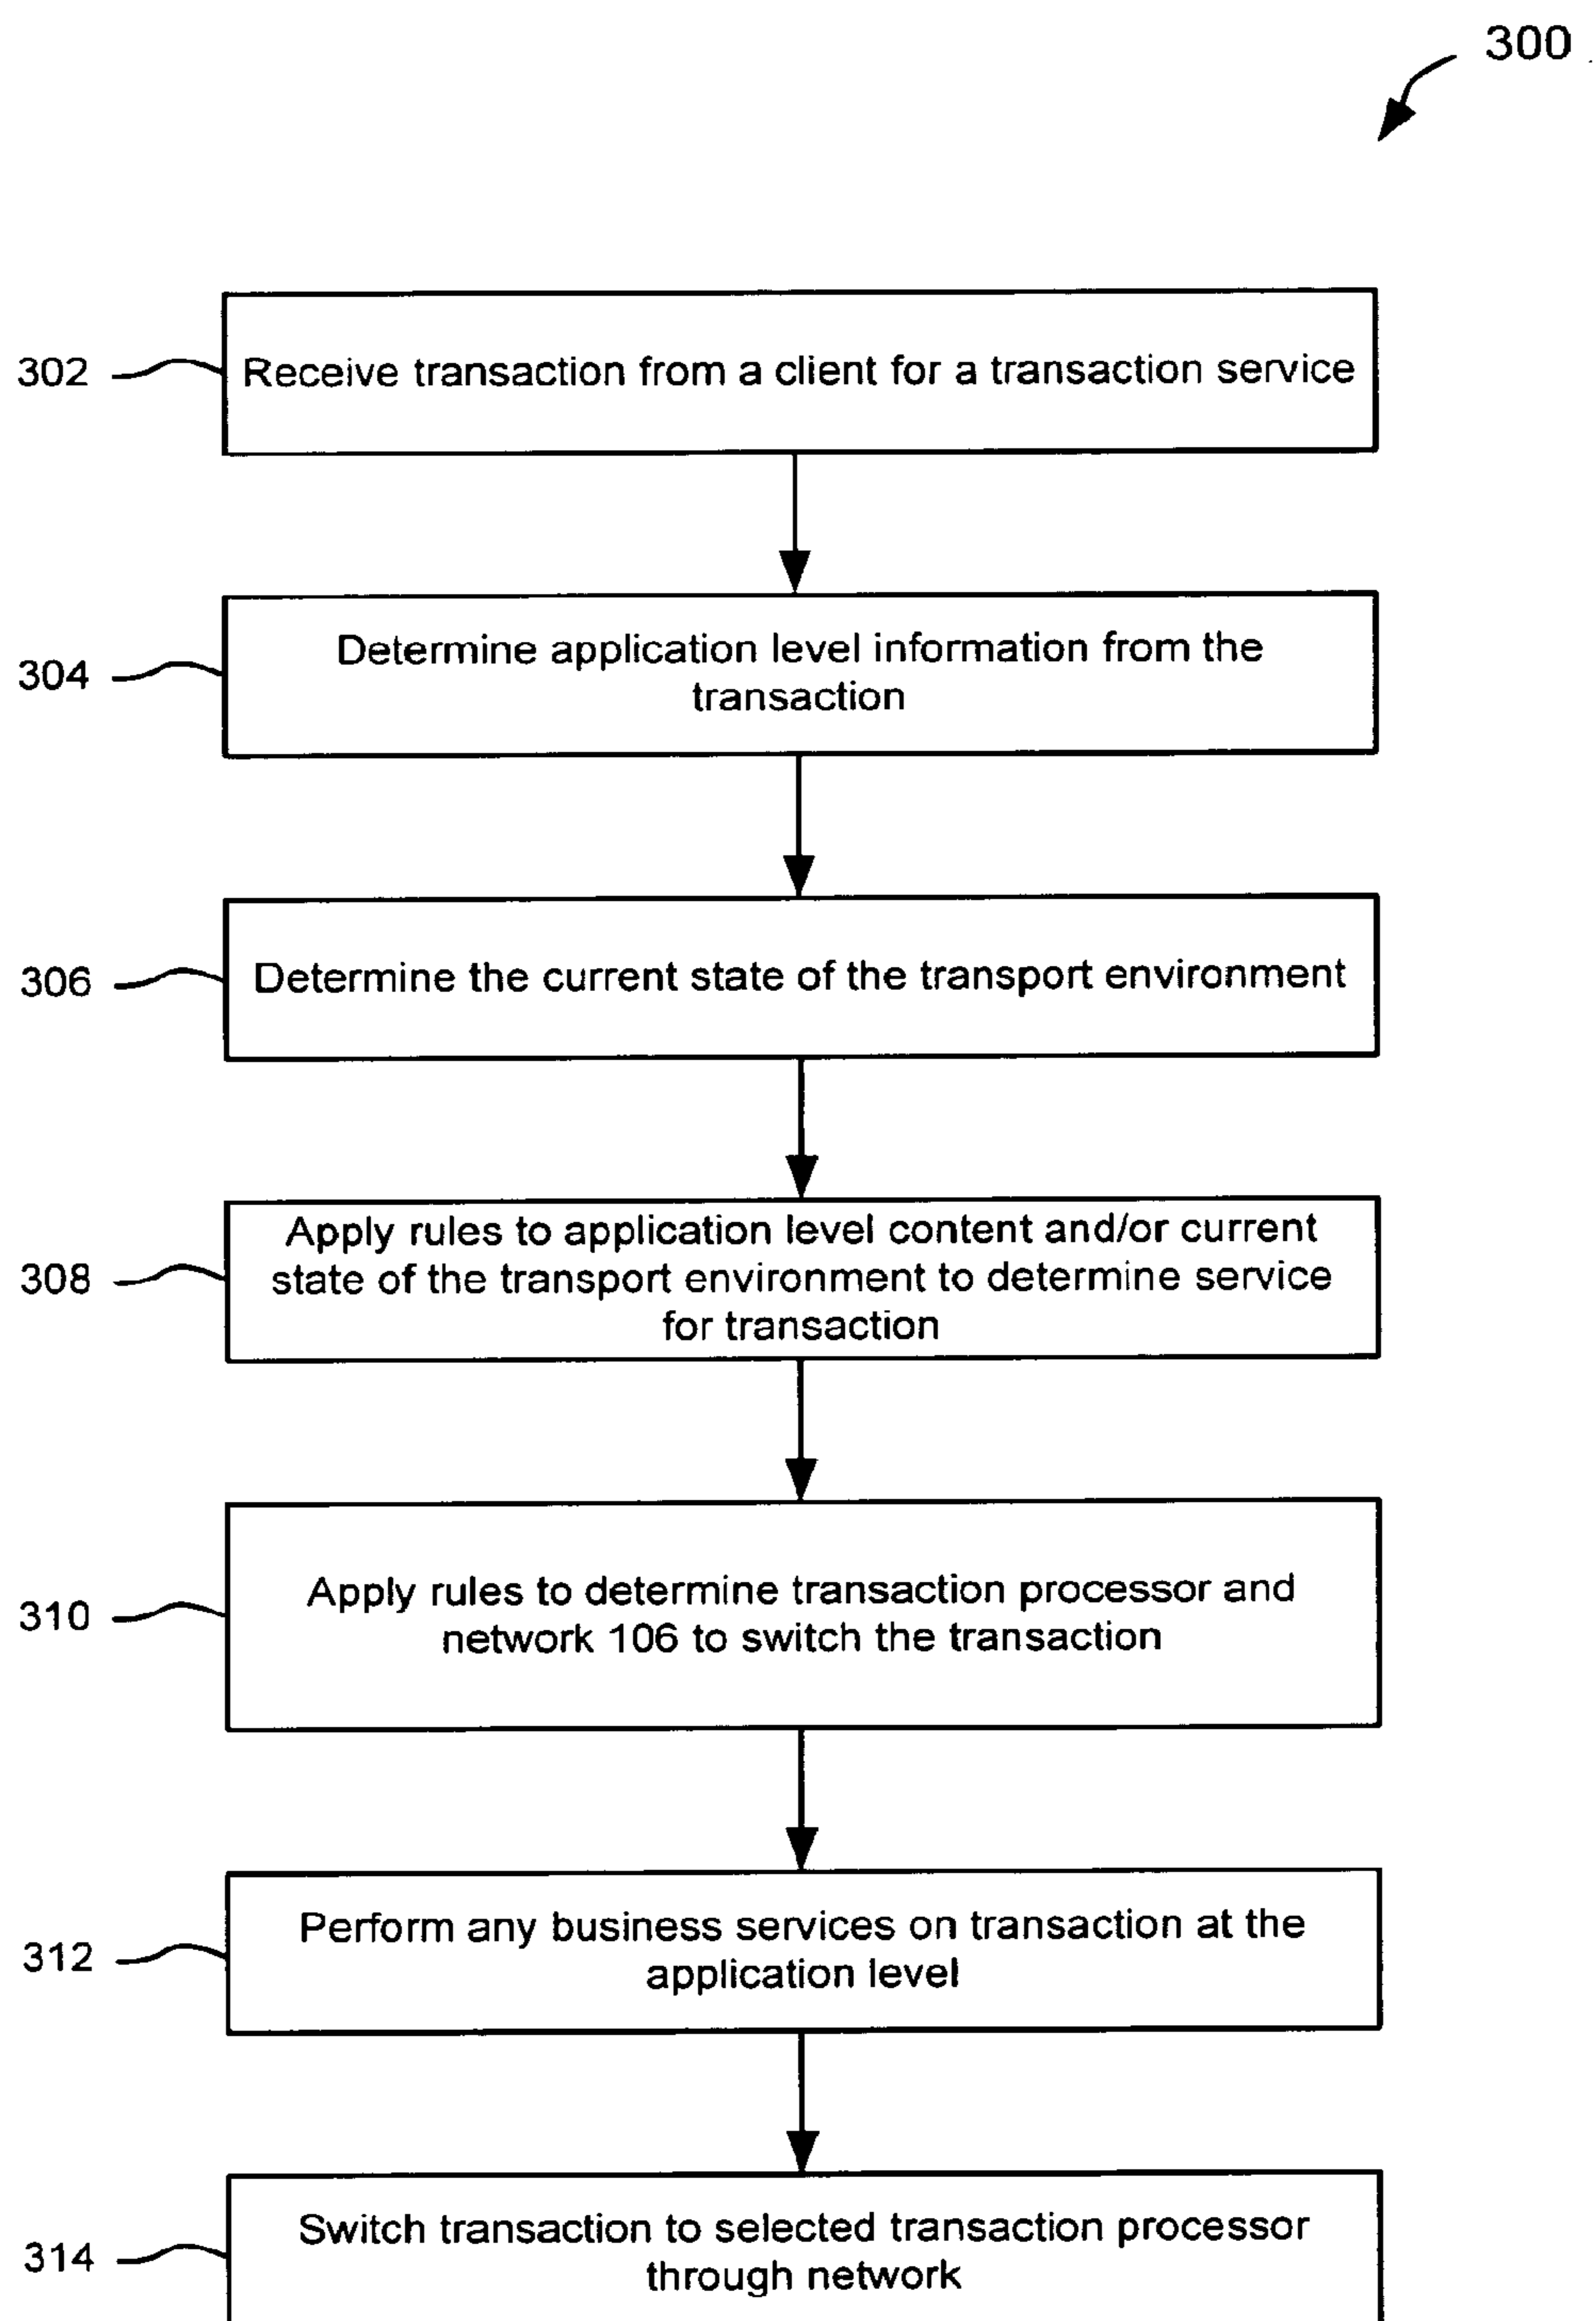 300
302
Receive transaction from a client for a transaction service
304
Determine application level information from the
transaction
306
Determine the current state of the transport environment
308
Apply rules to application level content and/or current
state of the transport environment to determine service
for transaction
310
Apply rules to determine transaction processor and
network 106 to switch the transaction
312
Perform any business services on transaction at the
application level
314
Switch transaction to selected transaction processor
through network